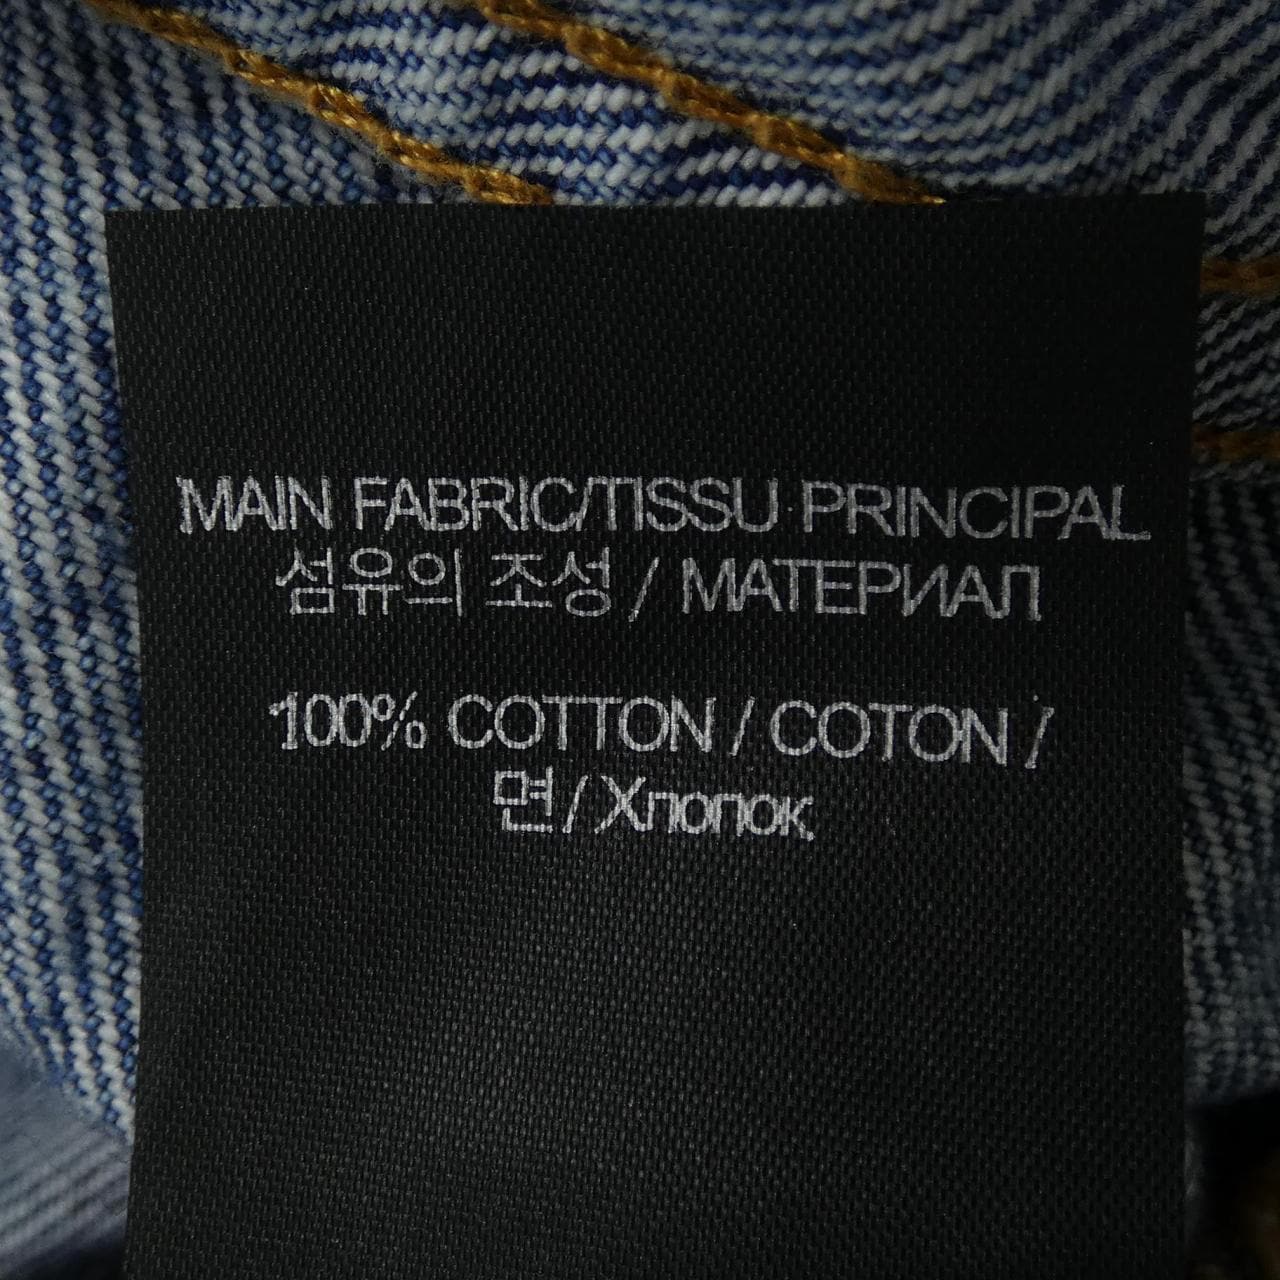 MAIN FABRIC/TISSU PRINCIPAL
섬유의 조성 / МАТЕРИАЛ
100% COTTON / COTON /
면 / Хлопок